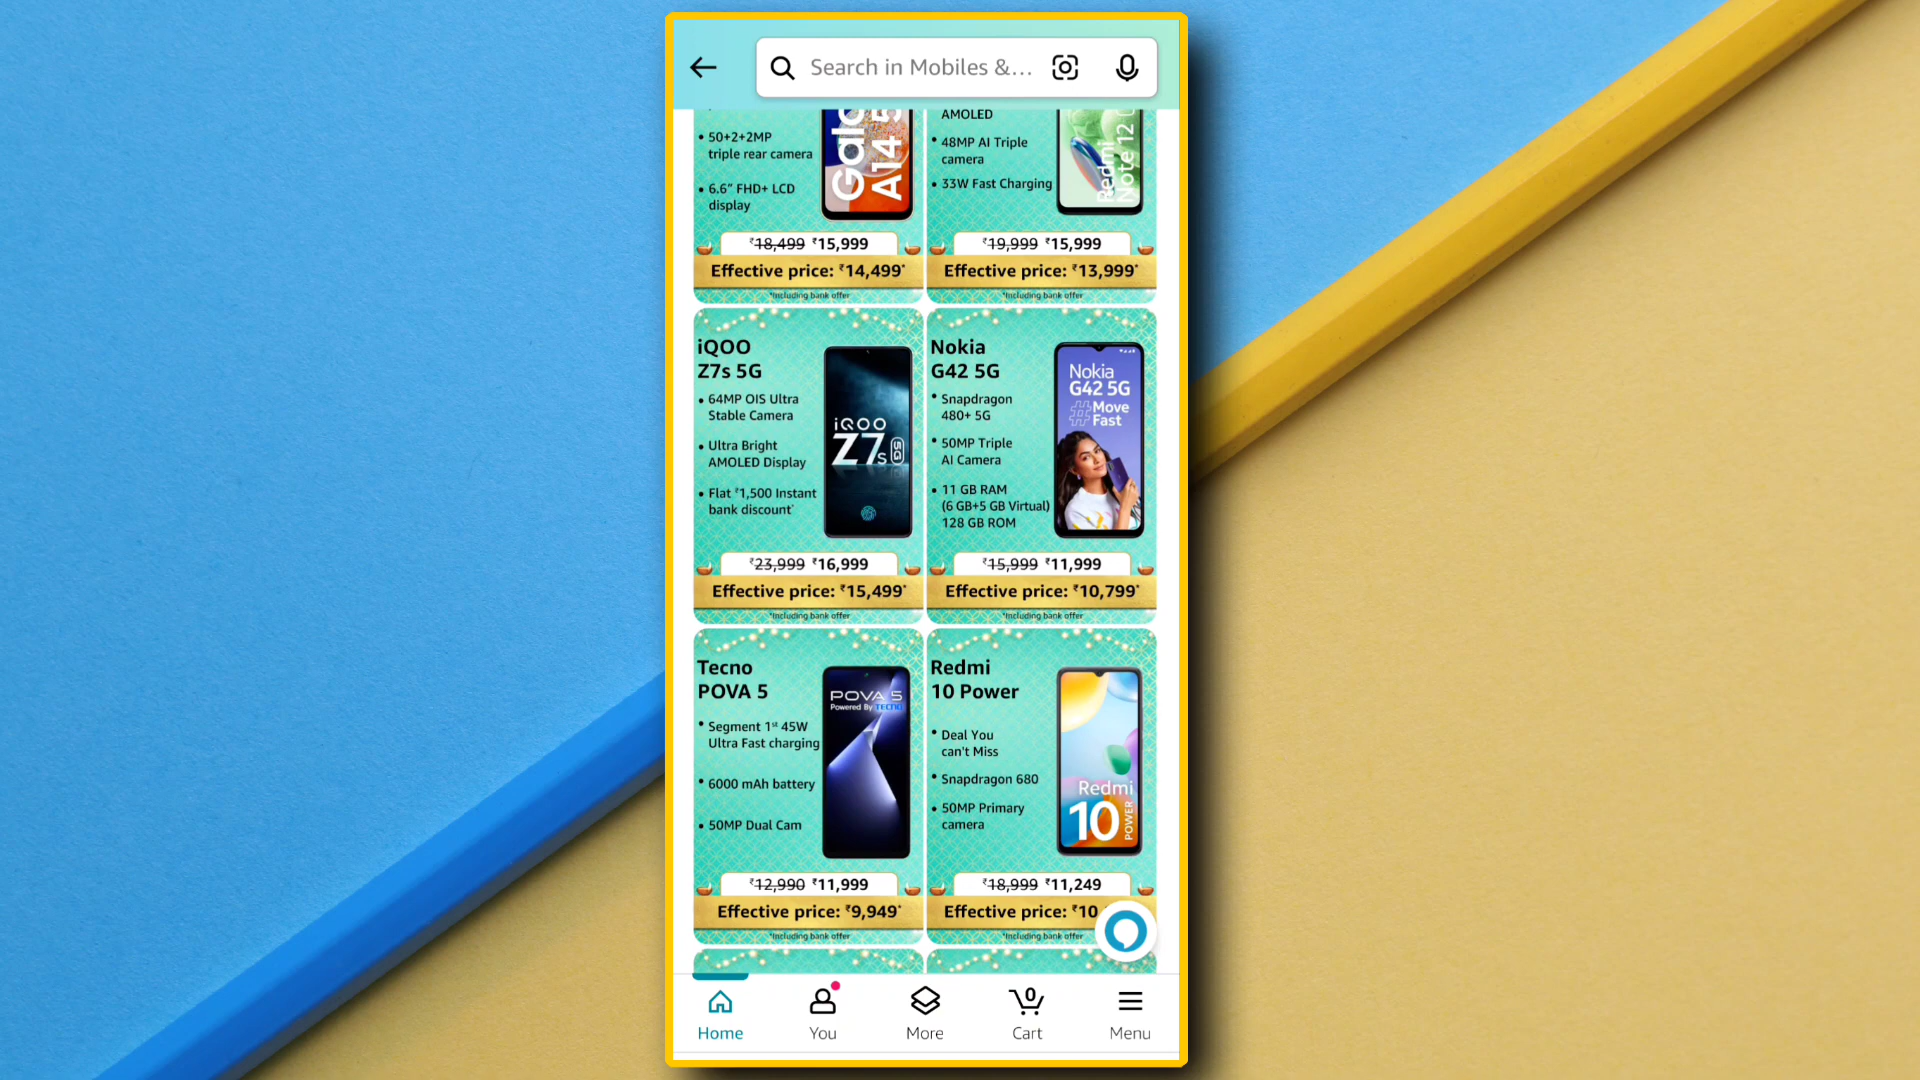 Search in Mobiles &...
50+2+2MP
triple rear camera
6.6" FHD+ LCD
display
A14 5
₹18,499 ₹15,999
Effective price: ₹14,499*
*Including bank offer
AMOLED
48MP AI Triple
camera
33W Fast Charging
Redmi
Note 12
₹19,999 ₹15,999
Effective price: ₹13,999*
*Including bank offer
iQOO
Z7s 5G
64MP OIS Ultra
Stable Camera
Ultra Bright
AMOLED Display
Flat ₹1,500 Instant
bank discount*
iQOO
Z7s 5G
₹23,999 ₹16,999
Effective price: ₹15,499*
*Including bank offer
Nokia
G42 5G
Snapdragon
480+ 5G
50MP Triple
AI Camera
11 GB RAM
(6 GB+5 GB Virtual)
128 GB ROM
Nokia
G42 5G
#Move
Fast
₹15,999 ₹11,999
Effective price: ₹10,799*
*Including bank offer
Tecno
POVA 5
Segment 1st 45W
Ultra Fast charging
6000 mAh battery
50MP Dual Cam
POVA 5
Powered By TECNO
₹12,990 ₹11,999
Effective price: ₹9,949*
*Including bank offer
Redmi
10 Power
Deal You
can't Miss
Snapdragon 680
50MP Primary
camera
Redmi
10 POWER
₹18,999 ₹11,249
Effective price: ₹10
*Including bank offer
Home
You
More
0
Cart
Menu